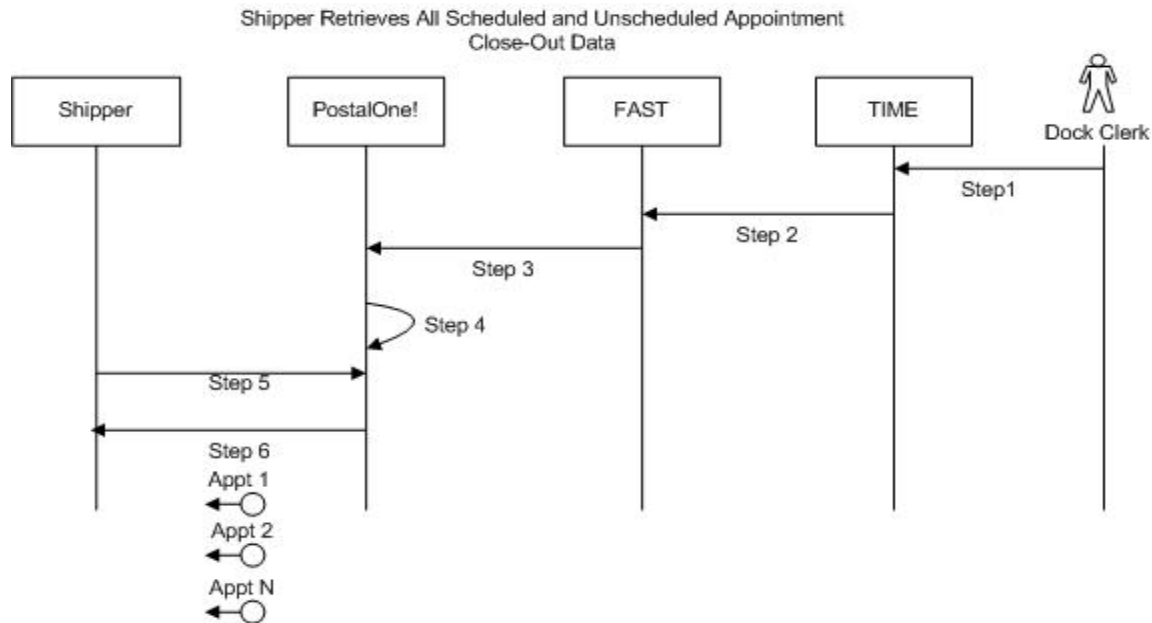 Shipper Retrieves All Scheduled and Unscheduled Appointment
Close-Out Data
Shipper
PostalOne!
FAST
TIME
Dock Clerk
Step1
Step 2
Step 3
Step 4
Step 5
Step 6
Appt 1
Appt 2
Appt N